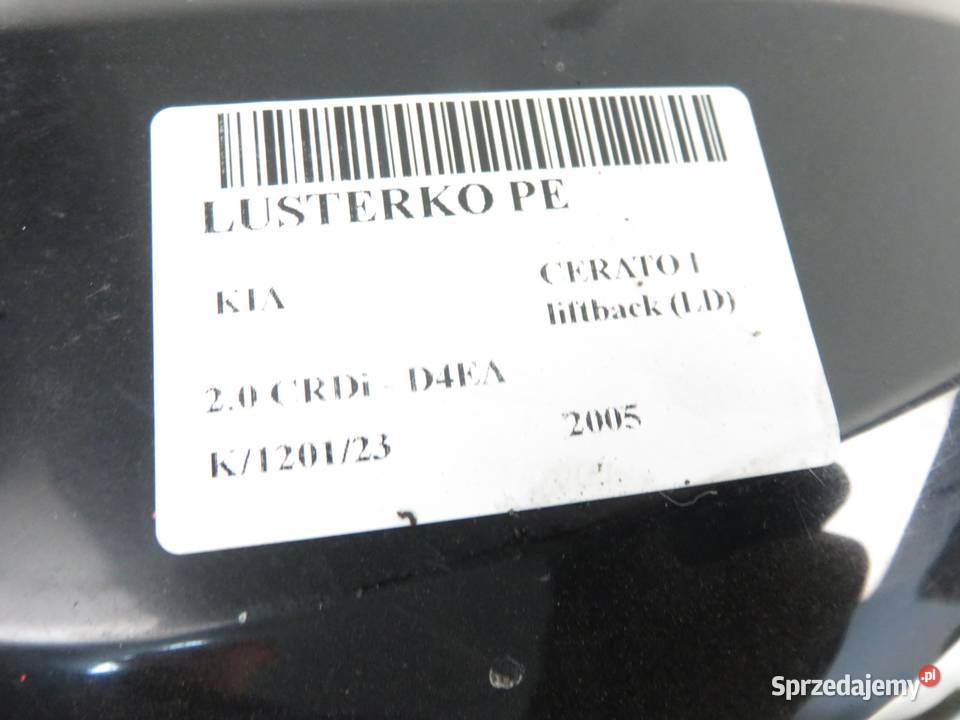 LUSTERKO PE
KIA
CERATO I
liftback (LD)
2.0 CRDi - D4EA
K/1201/23
2005
Sprzedajemy.pl